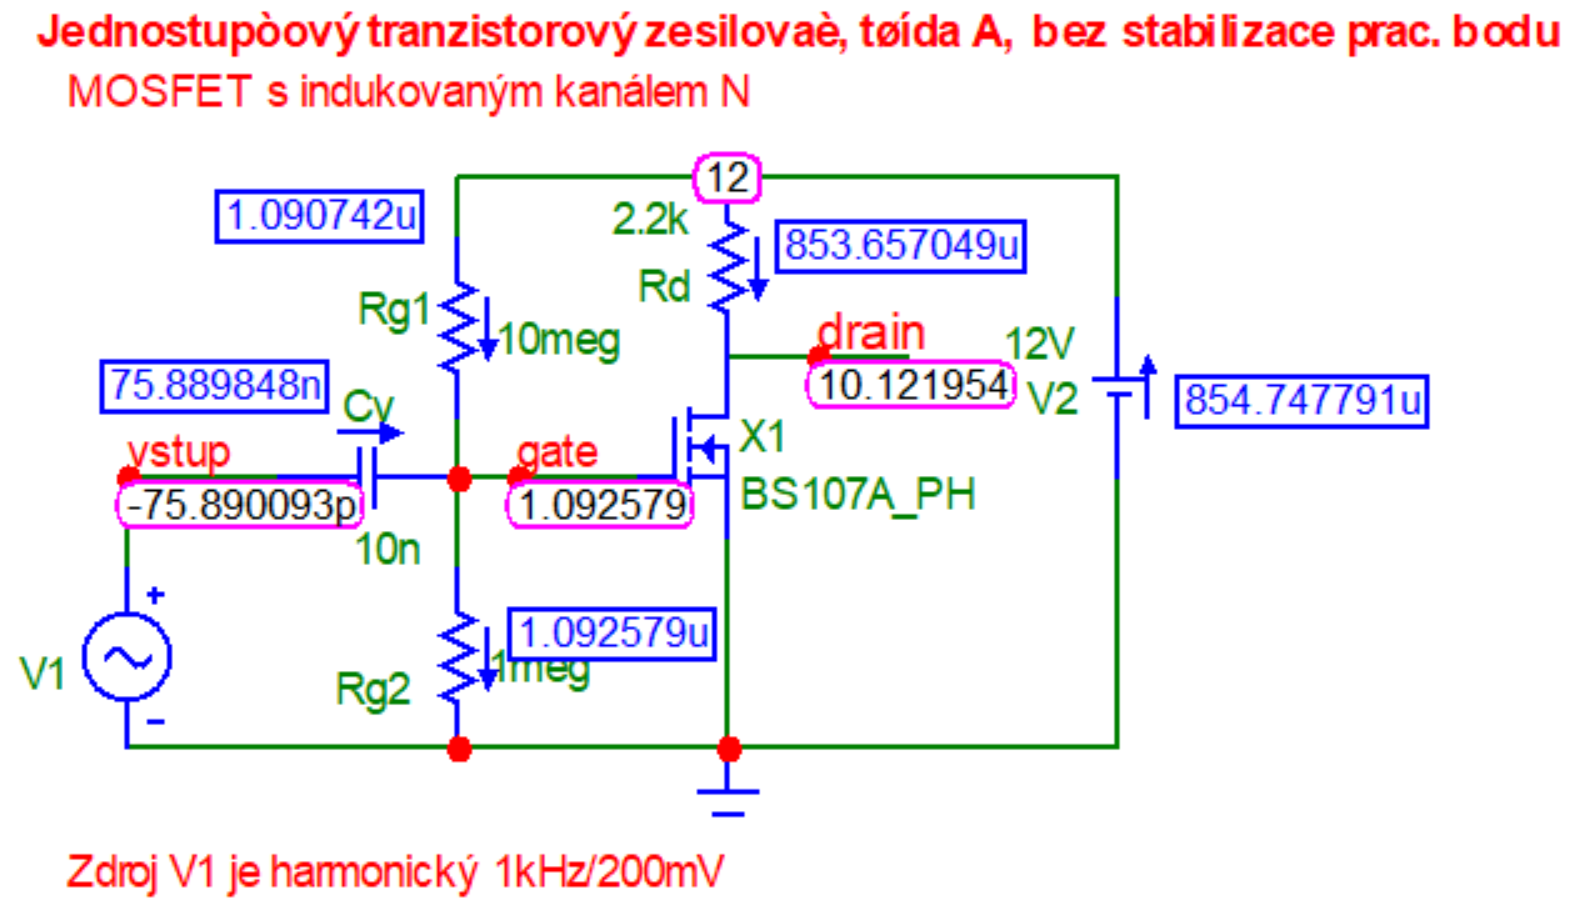 Jednostupòový tranzistorový zesilovaè, tøída A, bez stabilizace prac. bodu
MOSFET s indukovaným kanálem N
12
1.090742u
2.2k
853.657049u
Rd
Rg1
10meg
drain
12V
10.121954
V2
854.747791u
75.889848n
Cv
vstup
gate
X1
-75.890093p
1.092579
BS107A_PH
10n
+
V1
1.092579u
1meg
Rg2
-
Zdroj V1 je harmonický 1kHz/200mV